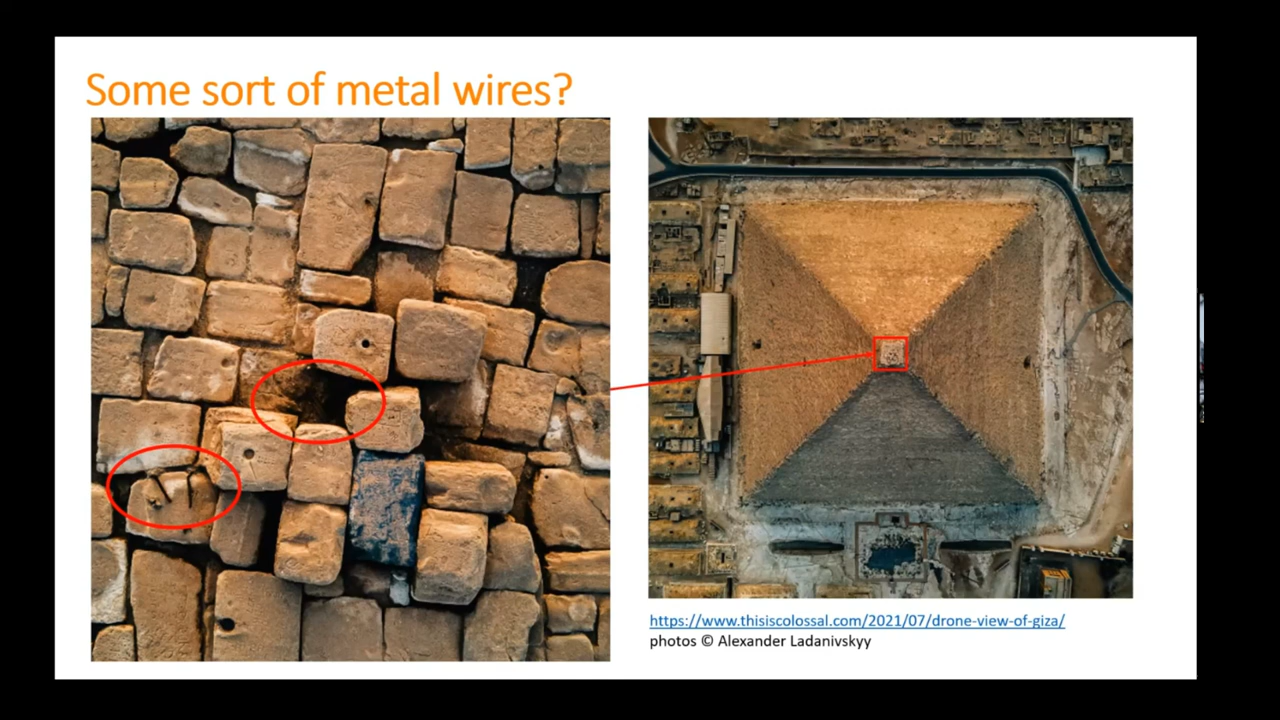 Some sort of metal wires?
https://www.thisiscolossal.com/2021/07/drone-view-of-giza/
photos © Alexander Ladanivskyy